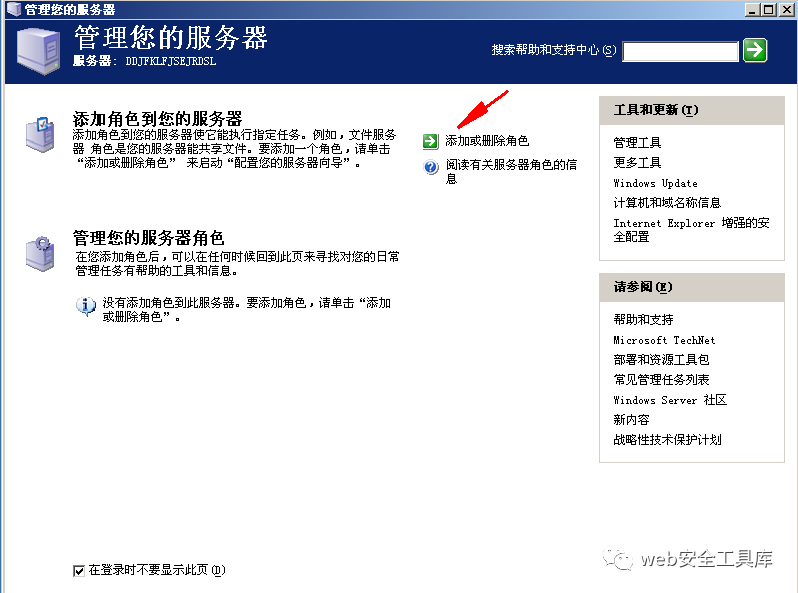 管理您的服务器
管理您的服务器
服务器: DDJFKLFJSEJRDSL
搜索帮助和支持中心(S)
添加角色到您的服务器
添加角色到您的服务器使它能执行指定任务。例如，文件服务
器 角色是您的服务器能共享文件。要添加一个角色，请单击
“添加或删除角色” 来启动“配置您的服务器向导”。
添加或删除角色
阅读有关服务器角色的信
息
管理您的服务器角色
在您添加角色后，可以在任何时候回到此页来寻找对您的日常
管理任务有帮助的工具和信息。
没有添加角色到此服务器。要添加角色，请单击“添加
或删除角色”。
工具和更新(T)
管理工具
更多工具
Windows Update
计算机和域名称信息
Internet Explorer 增强的安
全配置
请参阅(E)
帮助和支持
Microsoft TechNet
部署和资源工具包
常见管理任务列表
Windows Server 社区
新内容
战略性技术保护计划
在登录时不要显示此页(D)
web安全工具库